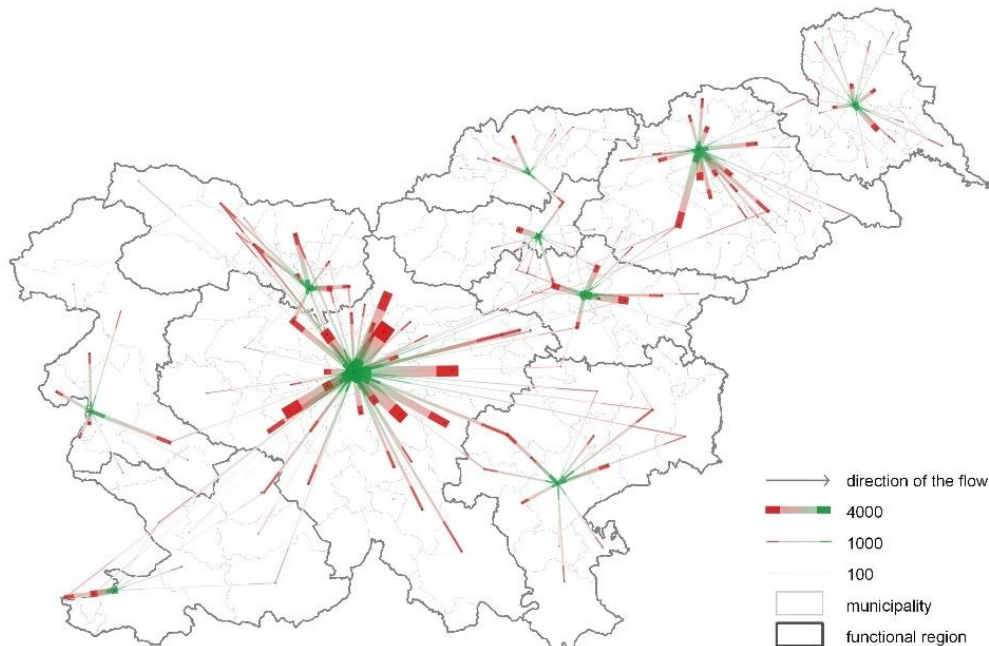 direction of the flow
4000
1000
100
municipality
functional region